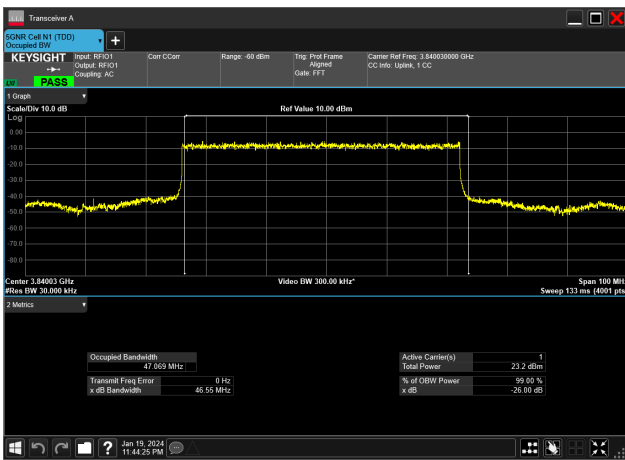 Transceiver A
5GNR Cell N1 (TDD)
Occupied BW
KEYSIGHT
LV PASS
Input: RFIO1
Output: RFIO1
Coupling: AC
Corr CCorr
Range: -60 dBm
Trig: Prot Frame
Aligned
Gate: FFT
Carrier Ref Freq: 3.840030000 GHz
CC Info: Uplink, 1 CC
1 Graph
Scale/Div 10.0 dB
Ref Value 10.00 dBm
Log
0.00
-10.0
-20.0
-30.0
-40.0
-50.0
-60.0
-70.0
-80.0
Center 3.84003 GHz
#Res BW 30.000 kHz
Video BW 300.00 kHz*
Span 100 MHz
Sweep 133 ms (4001 pts
2 Metrics
Occupied Bandwidth
47.069 MHz
Transmit Freq Error 0 Hz
x dB Bandwidth 46.55 MHz
Active Carrier(s) 1
Total Power 23.2 dBm
% of OBW Power 99.00 %
x dB -26.00 dB
Jan 19, 2024
11:44:25 PM